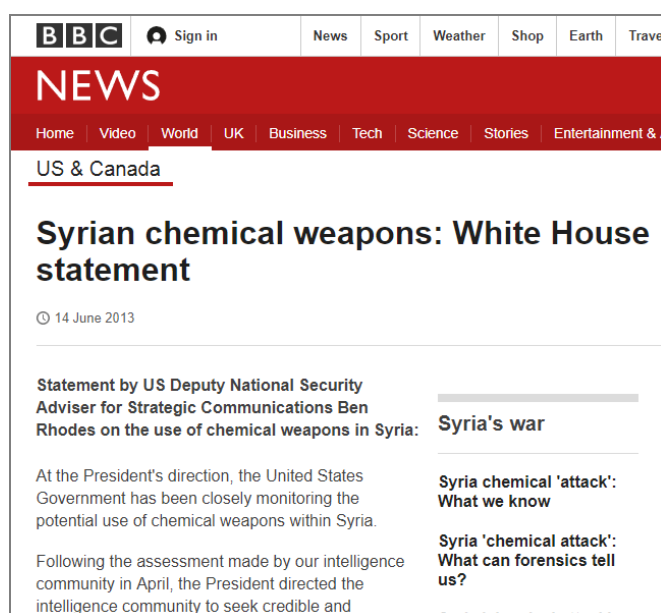 BBC Sign in News Sport Weather Shop Earth Trave
NEWS
Home Video World UK Business Tech Science Stories Entertainment &
US & Canada
Syrian chemical weapons: White House
statement
14 June 2013
Statement by US Deputy National Security
Adviser for Strategic Communications Ben
Rhodes on the use of chemical weapons in Syria:
At the President's direction, the United States
Government has been closely monitoring the
potential use of chemical weapons within Syria.
Following the assessment made by our intelligence
community in April, the President directed the
intelligence community to seek credible and
Syria's war
Syria chemical 'attack':
What we know
Syria 'chemical attack':
What can forensics tell
us?